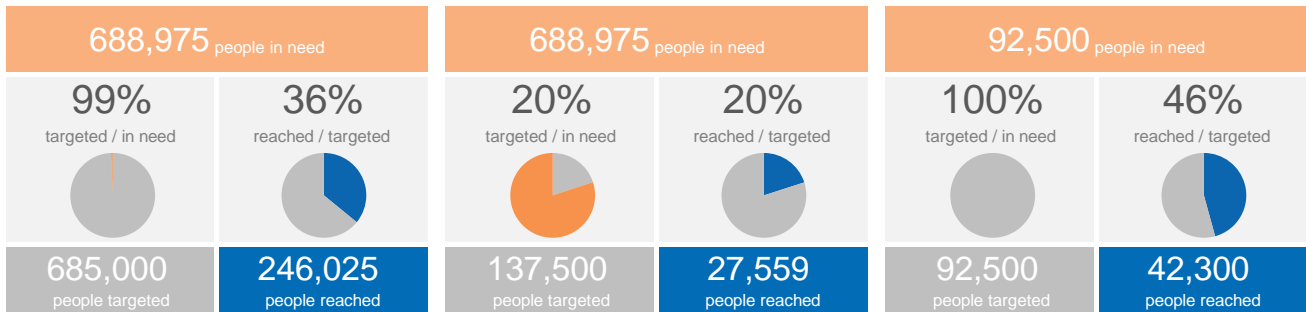 688,975 people in need
99%
targeted / in need
36%
reached / targeted
685,000
people targeted
246,025
people reached
688,975 people in need
20%
targeted / in need
20%
reached / targeted
137,500
people targeted
27,559
people reached
92,500 people in need
100%
targeted / in need
46%
reached / targeted
92,500
people targeted
42,300
people reached